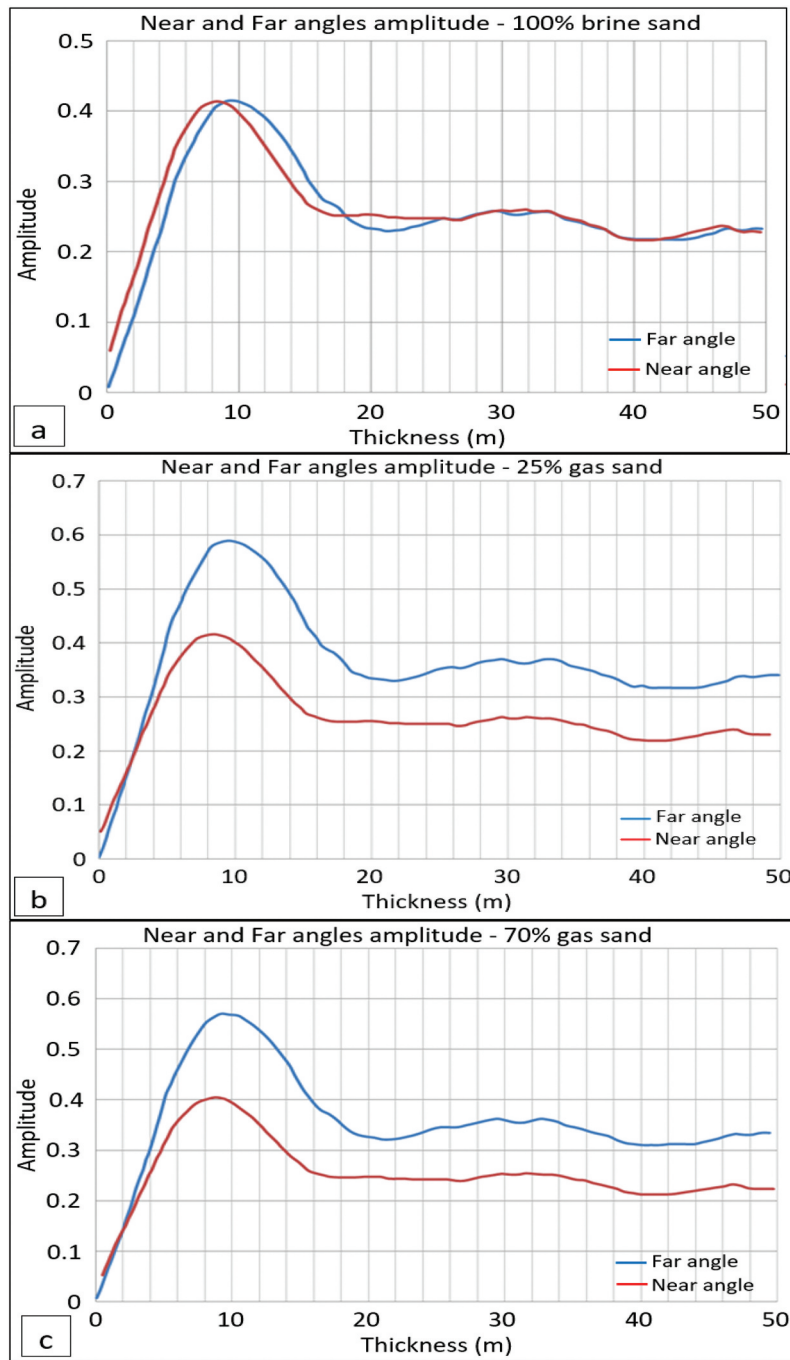 Near and Far angles amplitude - 100% brine sand
0.5
0.4
0.3
0.2
0.1
0
Amplitude
Far angle
Near angle
0 10 20 30 40 50
Thickness (m)
a
Near and Far angles amplitude - 25% gas sand
0.7
0.6
0.5
0.4
0.3
0.2
0.1
0
Amplitude
Far angle
Near angle
0 10 20 30 40 50
Thickness (m)
b
Near and Far angles amplitude - 70% gas sand
0.7
0.6
0.5
0.4
0.3
0.2
0.1
0
Amplitude
Far angle
Near angle
0 10 20 30 40 50
Thickness (m)
c